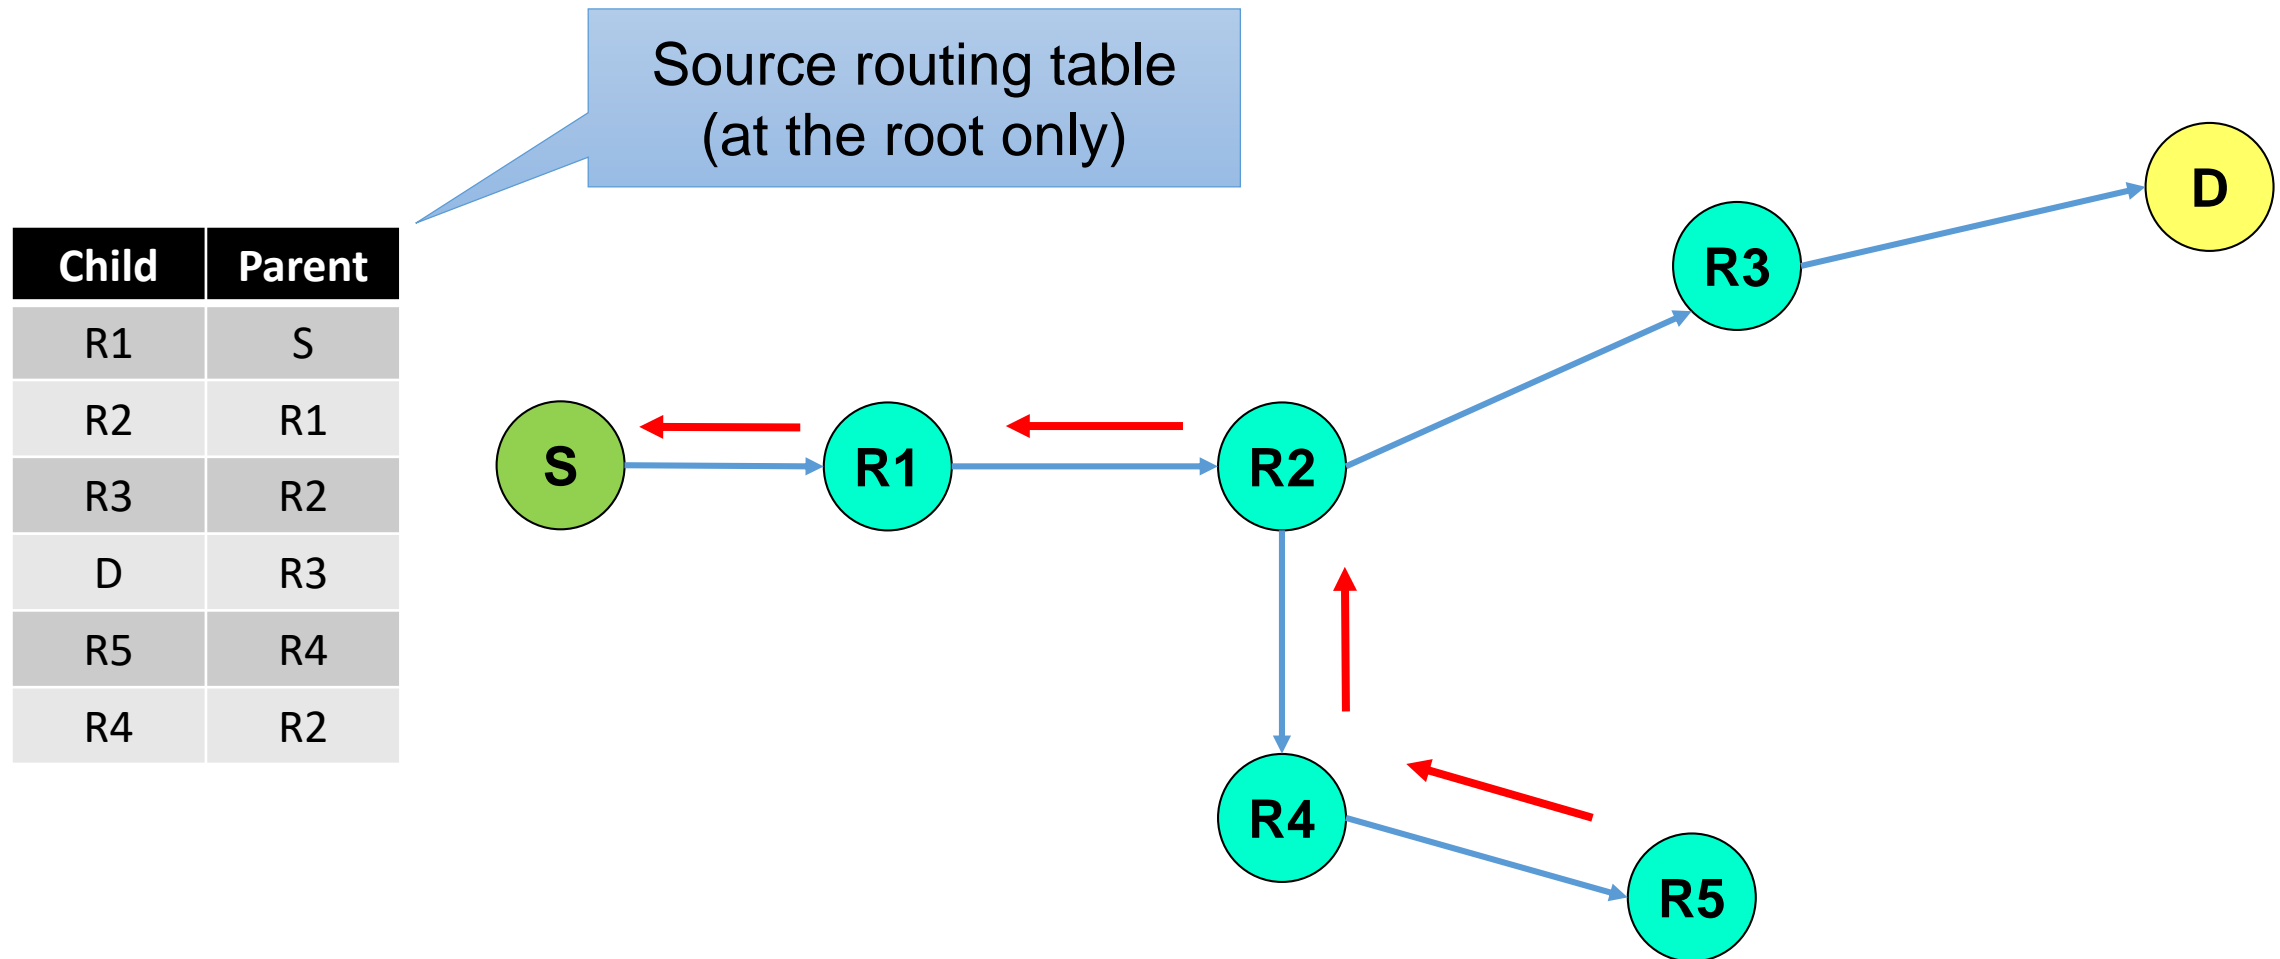 Source routing table
(at the root only)
Child Parent
R1 S
R2 R1
R3 R2
D R3
R5 R4
R4 R2
D
R3
S
R1
R2
R4
R5